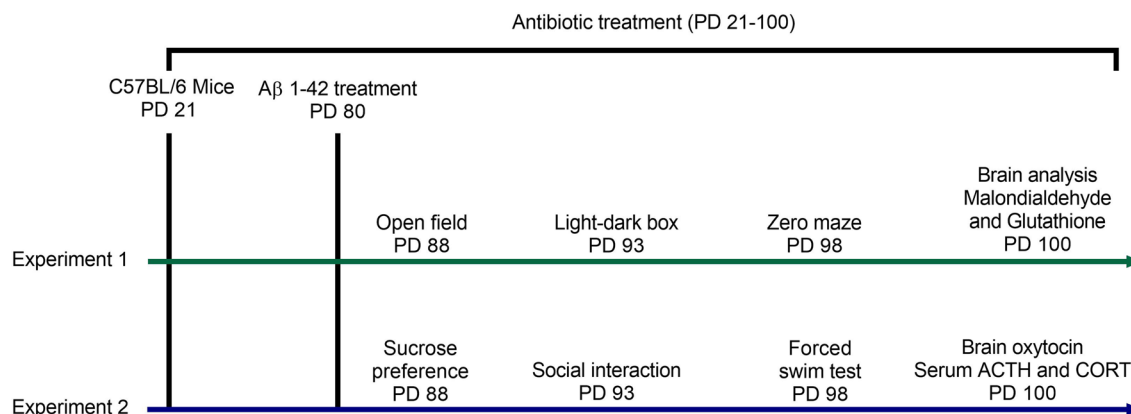 Antibiotic treatment (PD 21-100)
C57BL/6 Mice
PD 21
Aβ 1-42 treatment
PD 80
Open field
PD 88
Light-dark box
PD 93
Zero maze
PD 98
Brain analysis
Malondialdehyde
and Glutathione
PD 100
Experiment 1
Sucrose
preference
PD 88
Social interaction
PD 93
Forced
swim test
PD 98
Brain oxytocin
Serum ACTH and CORT
PD 100
Experiment 2